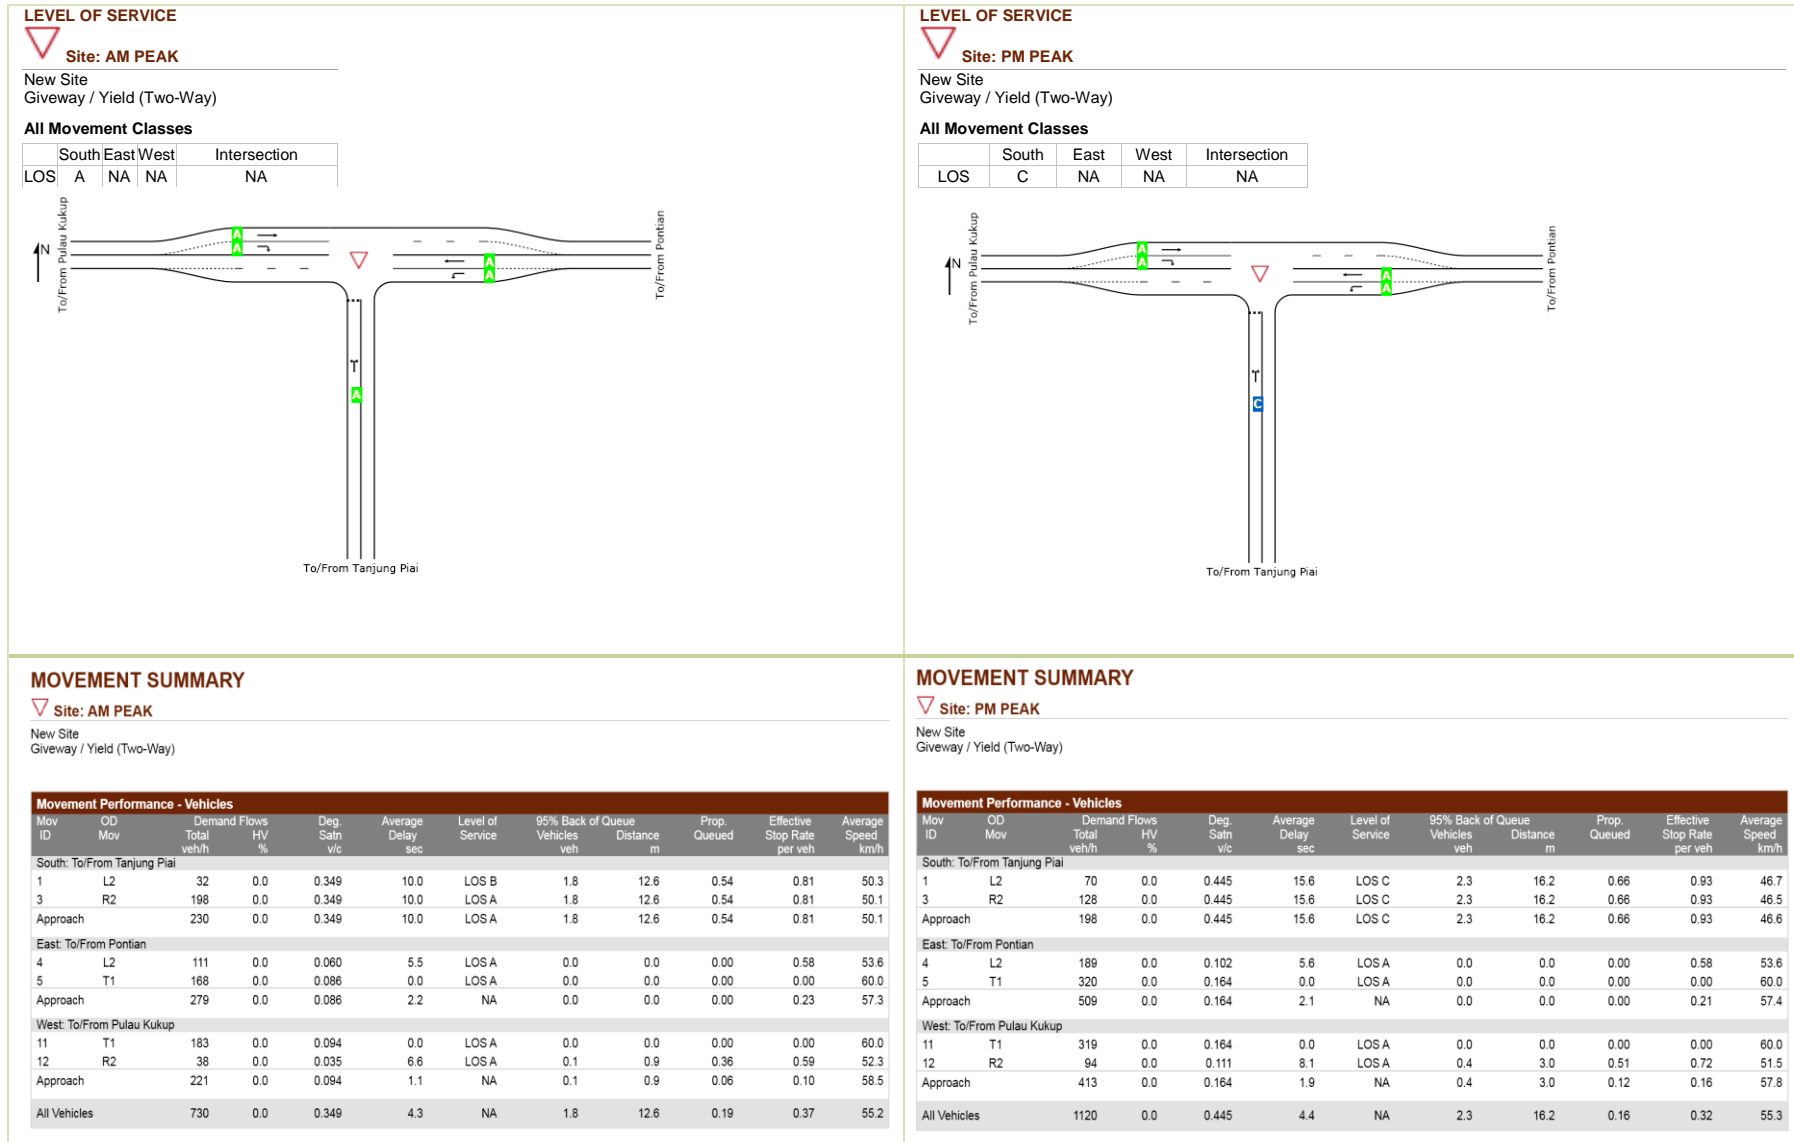 LEVEL OF SERVICE
Site: AM PEAK
New Site
Giveway / Yield (Two-Way)
All Movement Classes
South East West Intersection
LOS A NA NA NA
To/From Pulau Kukup
N
A
A
A
A
To/From Pontian
A
To/From Tanjung Piai
LEVEL OF SERVICE
Site: PM PEAK
New Site
Giveway / Yield (Two-Way)
All Movement Classes
South East West Intersection
LOS C NA NA NA
To/From Pulau Kukup
N
A
A
A
A
To/From Pontian
C
To/From Tanjung Piai
MOVEMENT SUMMARY
Site: AM PEAK
New Site
Giveway / Yield (Two-Way)
Movement Performance - Vehicles
Mov OD Demand Flows Deg. Average Level of 95% Back of Queue Prop. Effective Average
ID Mov Total HV Satn Delay Service Vehicles Distance Queued Stop Rate Speed
veh/h % v/c sec veh m per veh km/h
South: To/From Tanjung Piai
1 L2 32 0.0 0.349 10.0 LOS B 1.8 12.6 0.54 0.81 50.3
3 R2 198 0.0 0.349 10.0 LOS A 1.8 12.6 0.54 0.81 50.1
Approach 230 0.0 0.349 10.0 LOS A 1.8 12.6 0.54 0.81 50.1
East: To/From Pontian
4 L2 111 0.0 0.060 5.5 LOS A 0.0 0.0 0.00 0.58 53.6
5 T1 168 0.0 0.086 0.0 LOS A 0.0 0.0 0.00 0.00 60.0
Approach 279 0.0 0.086 2.2 NA 0.0 0.0 0.00 0.23 57.3
West: To/From Pulau Kukup
11 T1 183 0.0 0.094 0.0 LOS A 0.0 0.0 0.00 0.00 60.0
12 R2 38 0.0 0.035 6.6 LOS A 0.1 0.9 0.36 0.59 52.3
Approach 221 0.0 0.094 1.1 NA 0.1 0.9 0.06 0.10 58.5
All Vehicles 730 0.0 0.349 4.3 NA 1.8 12.6 0.19 0.37 55.2
MOVEMENT SUMMARY
Site: PM PEAK
New Site
Giveway / Yield (Two-Way)
Movement Performance - Vehicles
Mov OD Demand Flows Deg. Average Level of 95% Back of Queue Prop. Effective Average
ID Mov Total HV Satn Delay Service Vehicles Distance Queued Stop Rate Speed
veh/h % v/c sec veh m per veh km/h
South: To/From Tanjung Piai
1 L2 70 0.0 0.445 15.6 LOS C 2.3 16.2 0.66 0.93 46.7
3 R2 128 0.0 0.445 15.6 LOS C 2.3 16.2 0.66 0.93 46.5
Approach 198 0.0 0.445 15.6 LOS C 2.3 16.2 0.66 0.93 46.6
East: To/From Pontian
4 L2 189 0.0 0.102 5.6 LOS A 0.0 0.0 0.00 0.58 53.6
5 T1 320 0.0 0.164 0.0 LOS A 0.0 0.0 0.00 0.00 60.0
Approach 509 0.0 0.164 2.1 NA 0.0 0.0 0.00 0.21 57.4
West: To/From Pulau Kukup
11 T1 319 0.0 0.164 0.0 LOS A 0.0 0.0 0.00 0.00 60.0
12 R2 94 0.0 0.111 8.1 LOS A 0.4 3.0 0.51 0.72 51.5
Approach 413 0.0 0.164 1.9 NA 0.4 3.0 0.12 0.16 57.8
All Vehicles 1120 0.0 0.445 4.4 NA 2.3 16.2 0.16 0.32 55.3